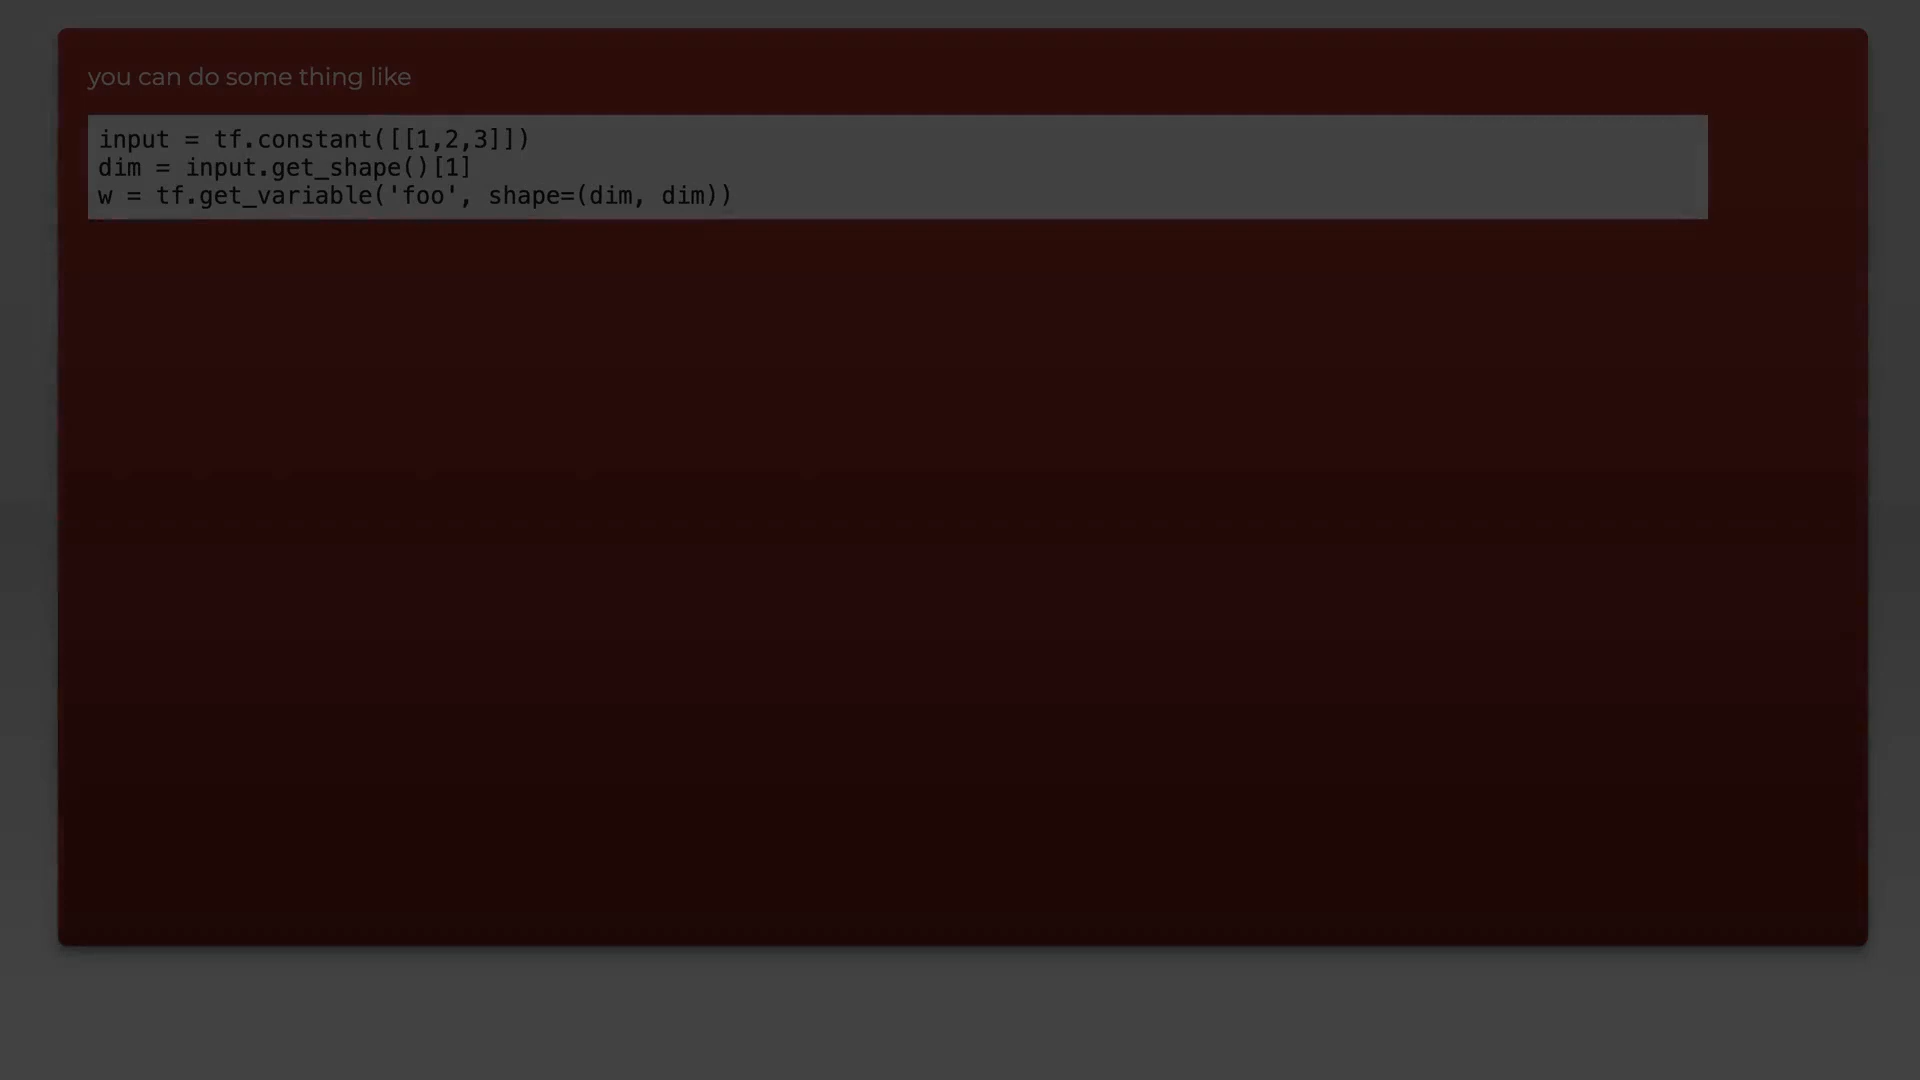 you can do some thing like
input = tf.constant([[1,2,3]])
dim = input.get_shape()[1]
w = tf.get_variable('foo', shape=(dim, dim))